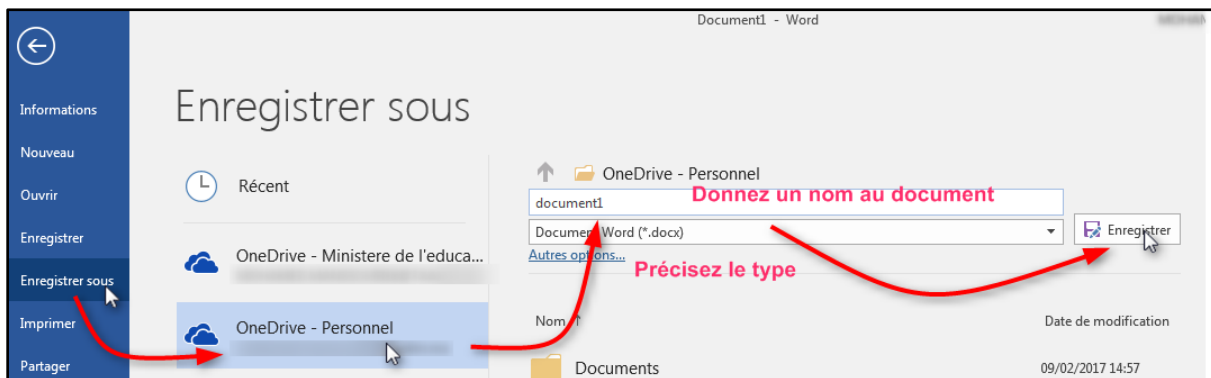 Document1 - Word
Informations
Nouveau
Ouvrir
Enregistrer
Enregistrer sous
Imprimer
Partager
Enregistrer sous
Récent
OneDrive - Ministere de l'educa...
OneDrive - Personnel
OneDrive - Personnel
document1
Donnez un nom au document
Document Word (*.docx)
Enregistrer
Autres options...
Précisez le type
Nom ↑
Date de modification
Documents
09/02/2017 14:57